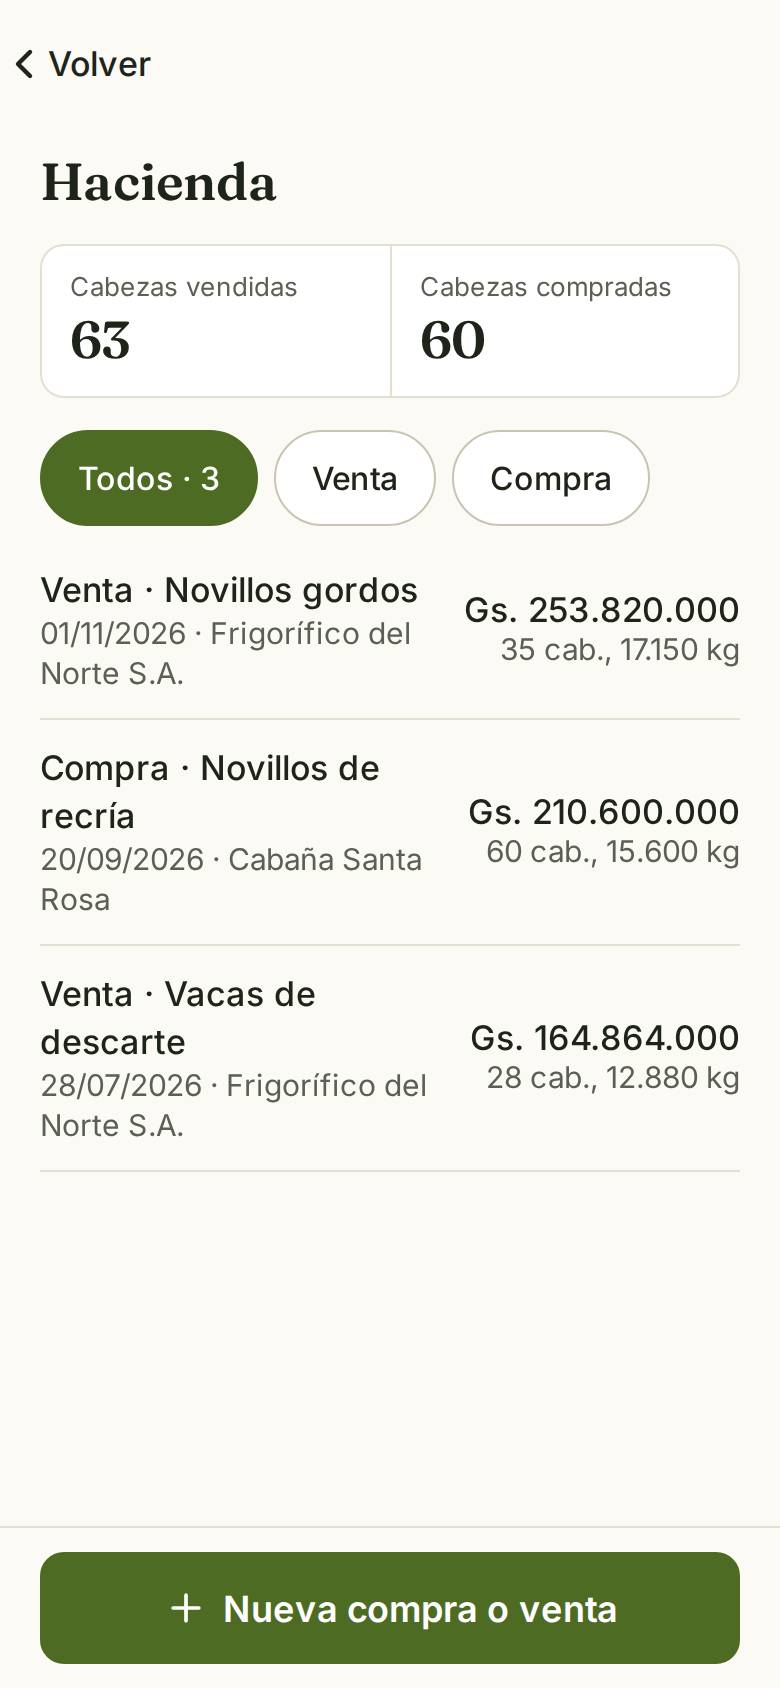 Volver
Hacienda
Cabezas vendidas
63
Cabezas compradas
60
Todos · 3
Venta
Compra
Venta · Novillos gordos
01/11/2026 · Frigorífico del
Norte S.A.
Gs. 253.820.000
35 cab., 17.150 kg
Compra · Novillos de
recría
20/09/2026 · Cabaña Santa
Rosa
Gs. 210.600.000
60 cab., 15.600 kg
Venta · Vacas de
descarte
28/07/2026 · Frigorífico del
Norte S.A.
Gs. 164.864.000
28 cab., 12.880 kg
Nueva compra o venta